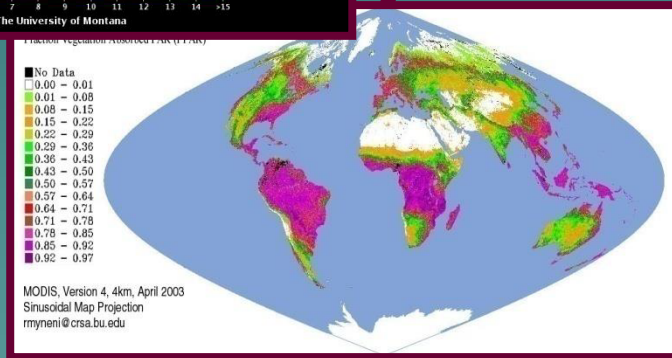 7 8 9 10 11 12 13 14 >15
The University of Montana
Fraction Vegetation Absorbed PAR (FPAR)
No Data
0.00 - 0.01
0.01 - 0.08
0.08 - 0.15
0.15 - 0.22
0.22 - 0.29
0.29 - 0.36
0.36 - 0.43
0.43 - 0.50
0.50 - 0.57
0.57 - 0.64
0.64 - 0.71
0.71 - 0.78
0.78 - 0.85
0.85 - 0.92
0.92 - 0.97
MODIS, Version 4, 4km, April 2003
Sinusoidal Map Projection
rmyneni@crsa.bu.edu